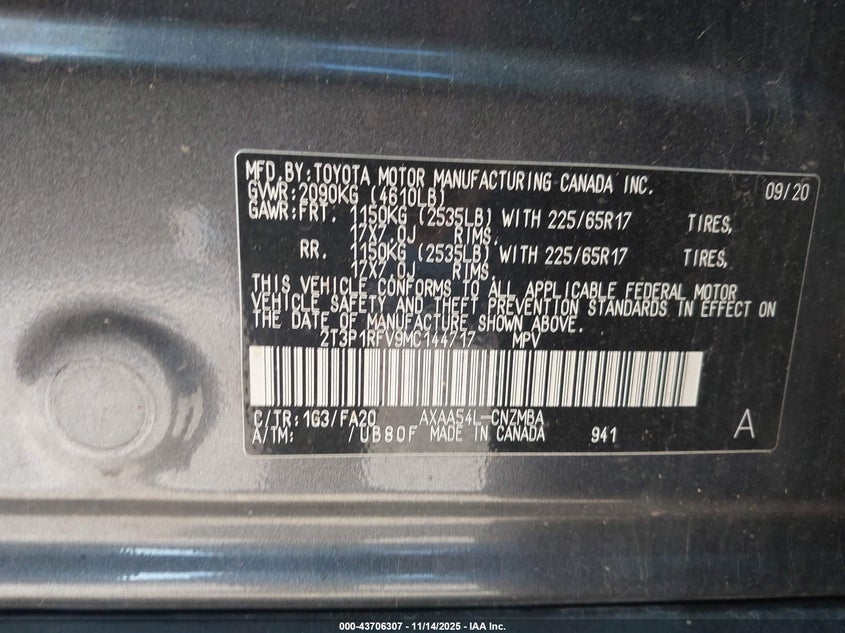 MFD.BY:TOYOTA MOTOR MANUFACTURING CANADA INC. 09/20
GVWR:2090KG (4610LB)
GAWR:FRT. 1150KG (2535LB) WITH 225/65R17 TIRES,
17X7.0J RIMS.
RR. 1150KG (2535LB) WITH 225/65R17 TIRES,
17X7.0J RIMS.
THIS VEHICLE CONFORMS TO ALL APPLICABLE FEDERAL MOTOR
VEHICLE SAFETY AND THEFT PREVENTION STANDARDS IN EFFECT ON
THE DATE OF MANUFACTURE SHOWN ABOVE.
2T3P1RFV9MC144717 MPV
C/TR:1G3/FA20 AXAA54L-CNZMBA
A/TM: /UB80F MADE IN CANADA 941 A
000-43706307 - 11/14/2025 - IAA Inc.